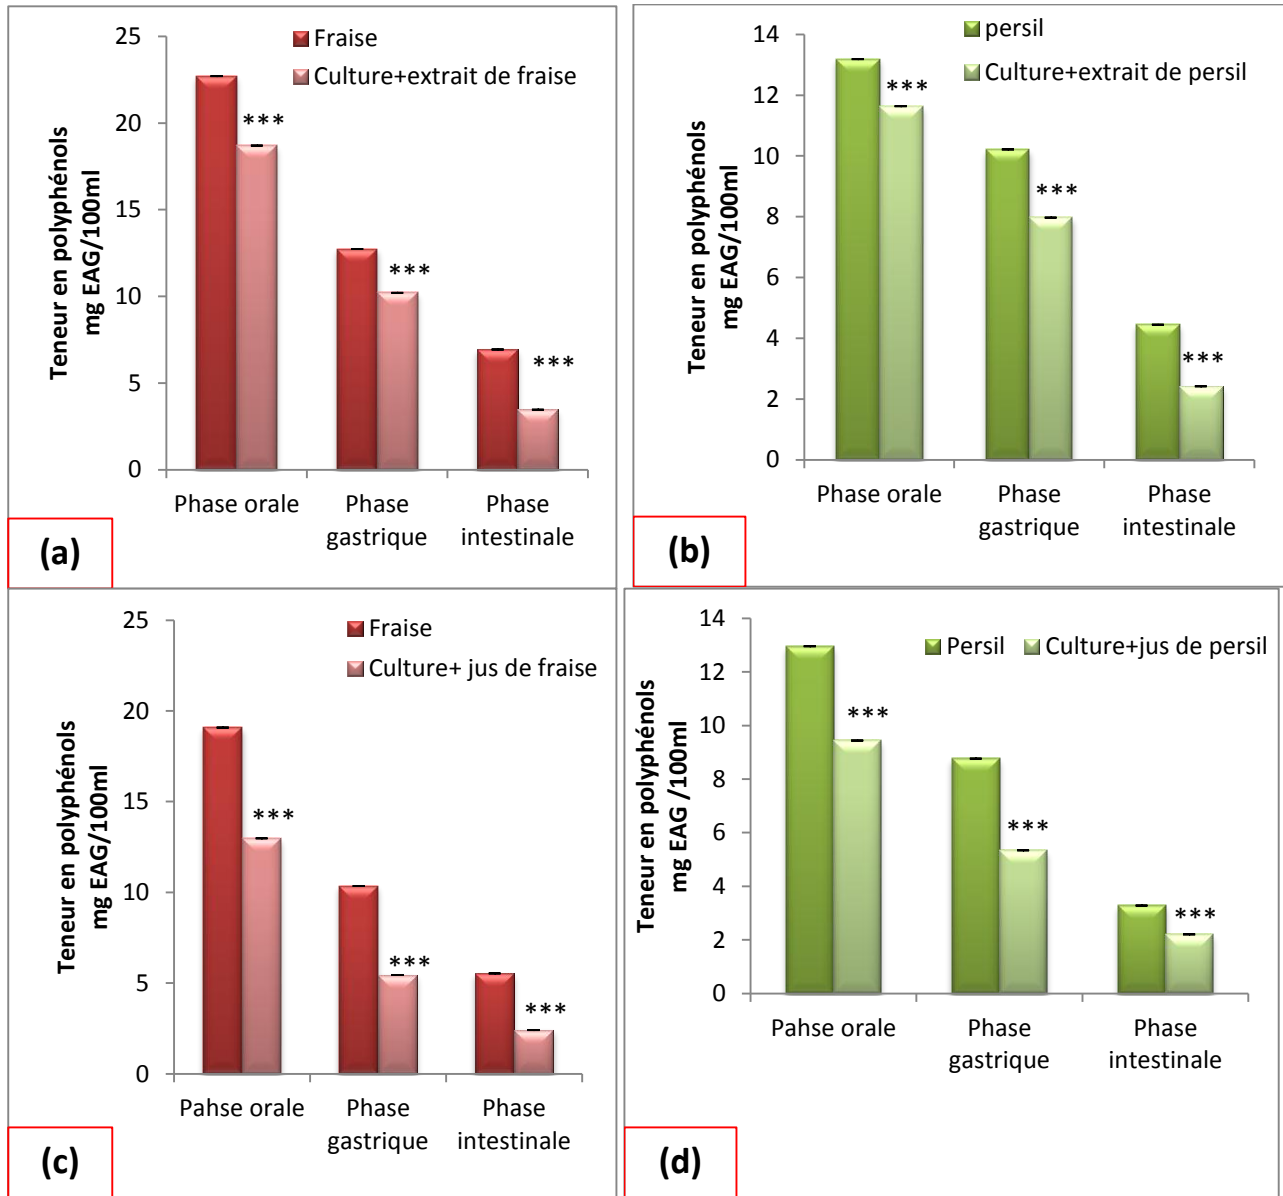 25
20
15
10
5
0
Teneur en polyphénols
mg EAG/100ml
Fraise
Culture+extrait de fraise
***
***
***
Phase orale
Phase
gastrique
Phase
intestinale
(a)
14
12
10
8
6
4
2
0
Teneur en polyphénols
mg EAG/100ml
persil
Culture+extrait de persil
***
***
***
Phase orale
Phase
gastrique
Phase
intestinale
(b)
25
20
15
10
5
0
Teneur en polyphénols
mg EAG/100ml
Fraise
Culture+ jus de fraise
***
***
***
Pahse orale
Phase
gastrique
Phase
intestinale
(c)
14
12
10
8
6
4
2
0
Teneur en polyphénols
mg EAG /100ml
Persil
Culture+jus de persil
***
***
***
Pahse orale
Phase
gastrique
Phase
intestinale
(d)